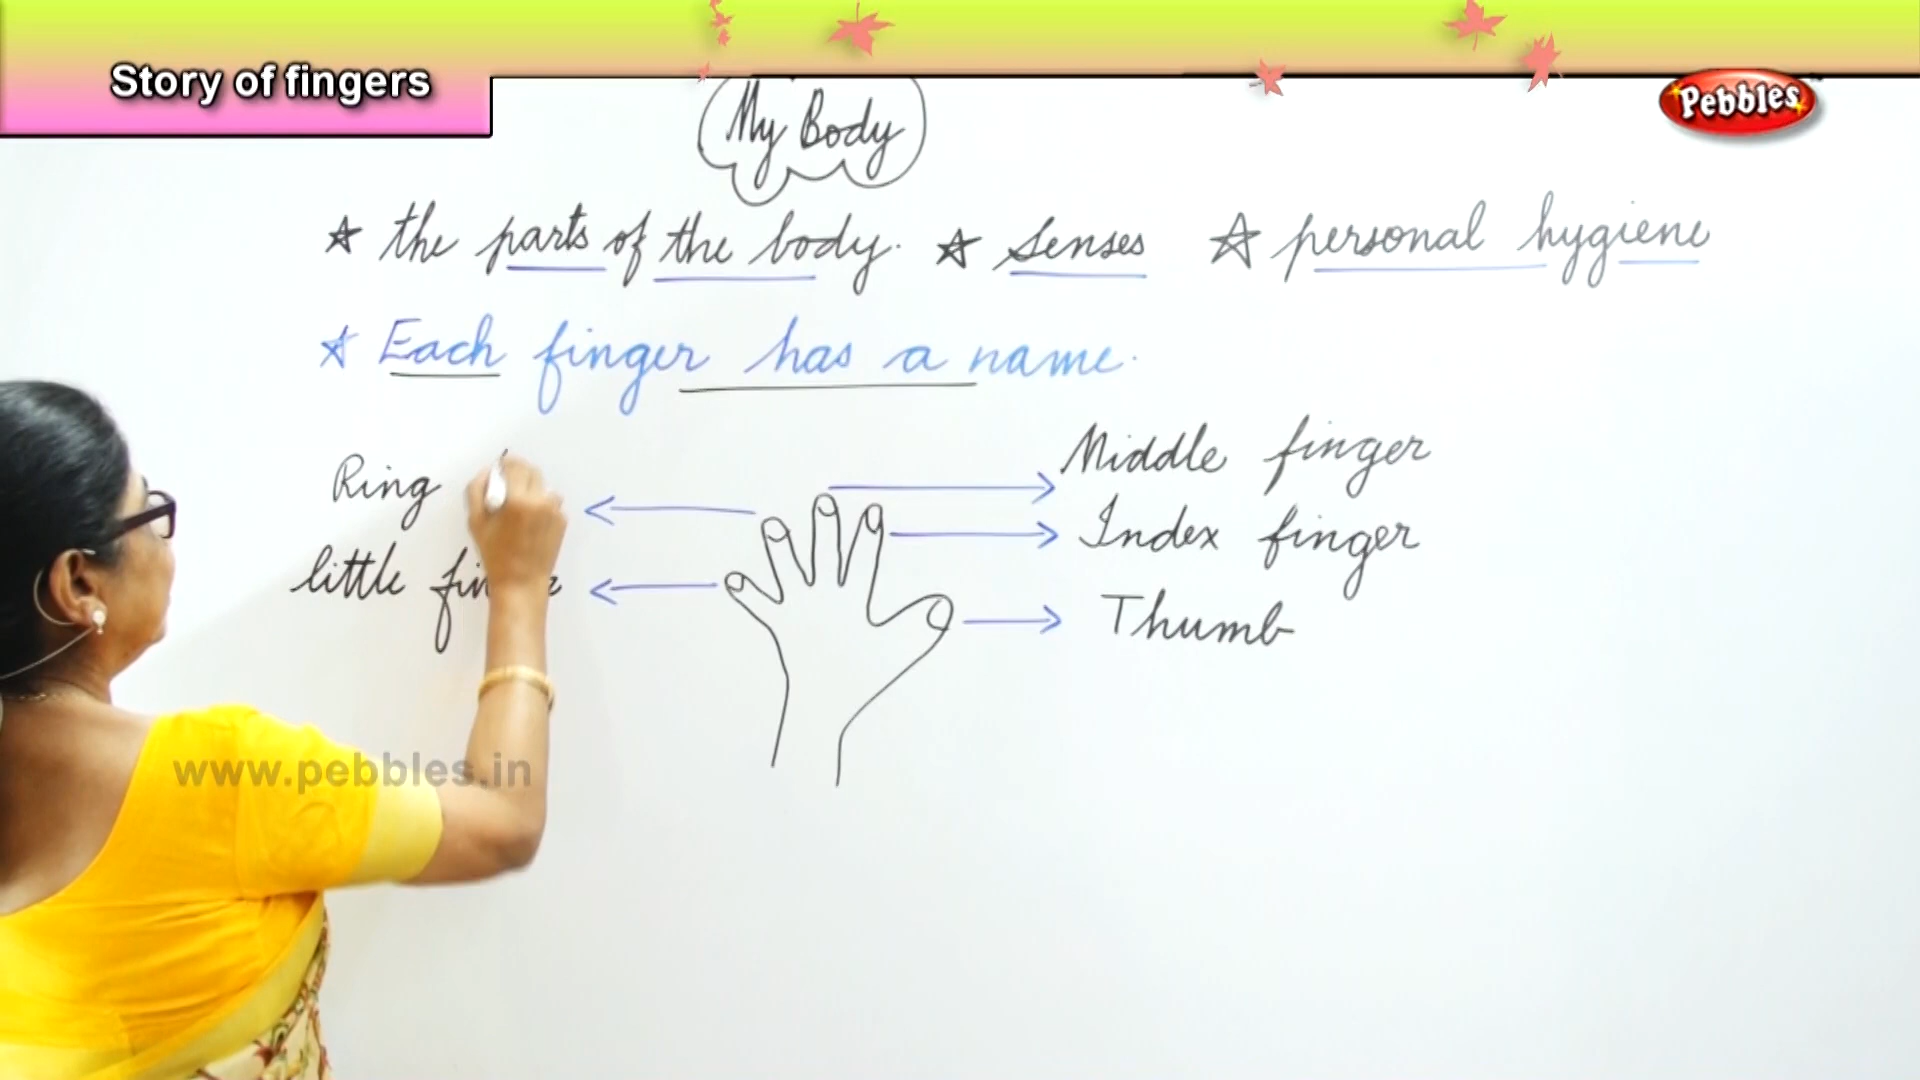 Story of fingers
Pebbles
My Body
☆ the parts of the body. ☆ Senses ☆ personal hygiene
☆ Each finger has a name.
Middle finger
Ring
Index finger
little
Thumb
www.pebbles.in